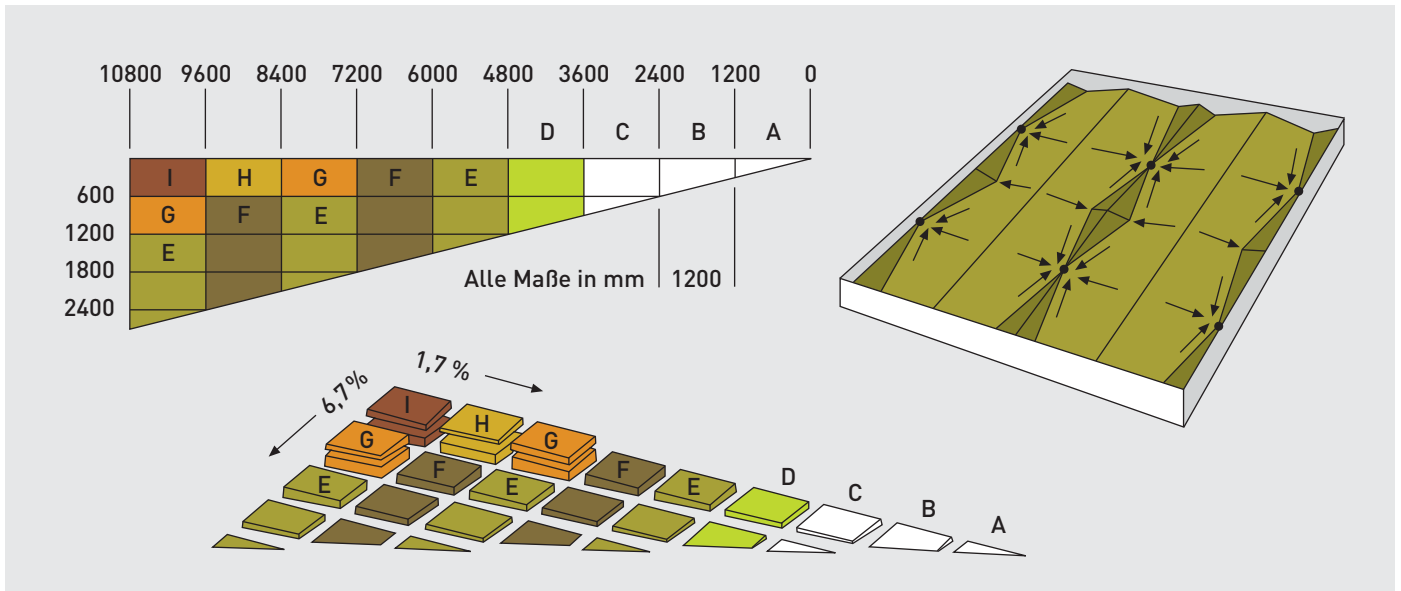 10800 9600 8400 7200 6000 4800 3600 2400 1200 0
D C B A
I H G F E
600
G F E
1200
E
1800
Alle Maße in mm 1200
2400
1,7 %
6,7%
I
H
G G
F F
E E E D
C
B
A